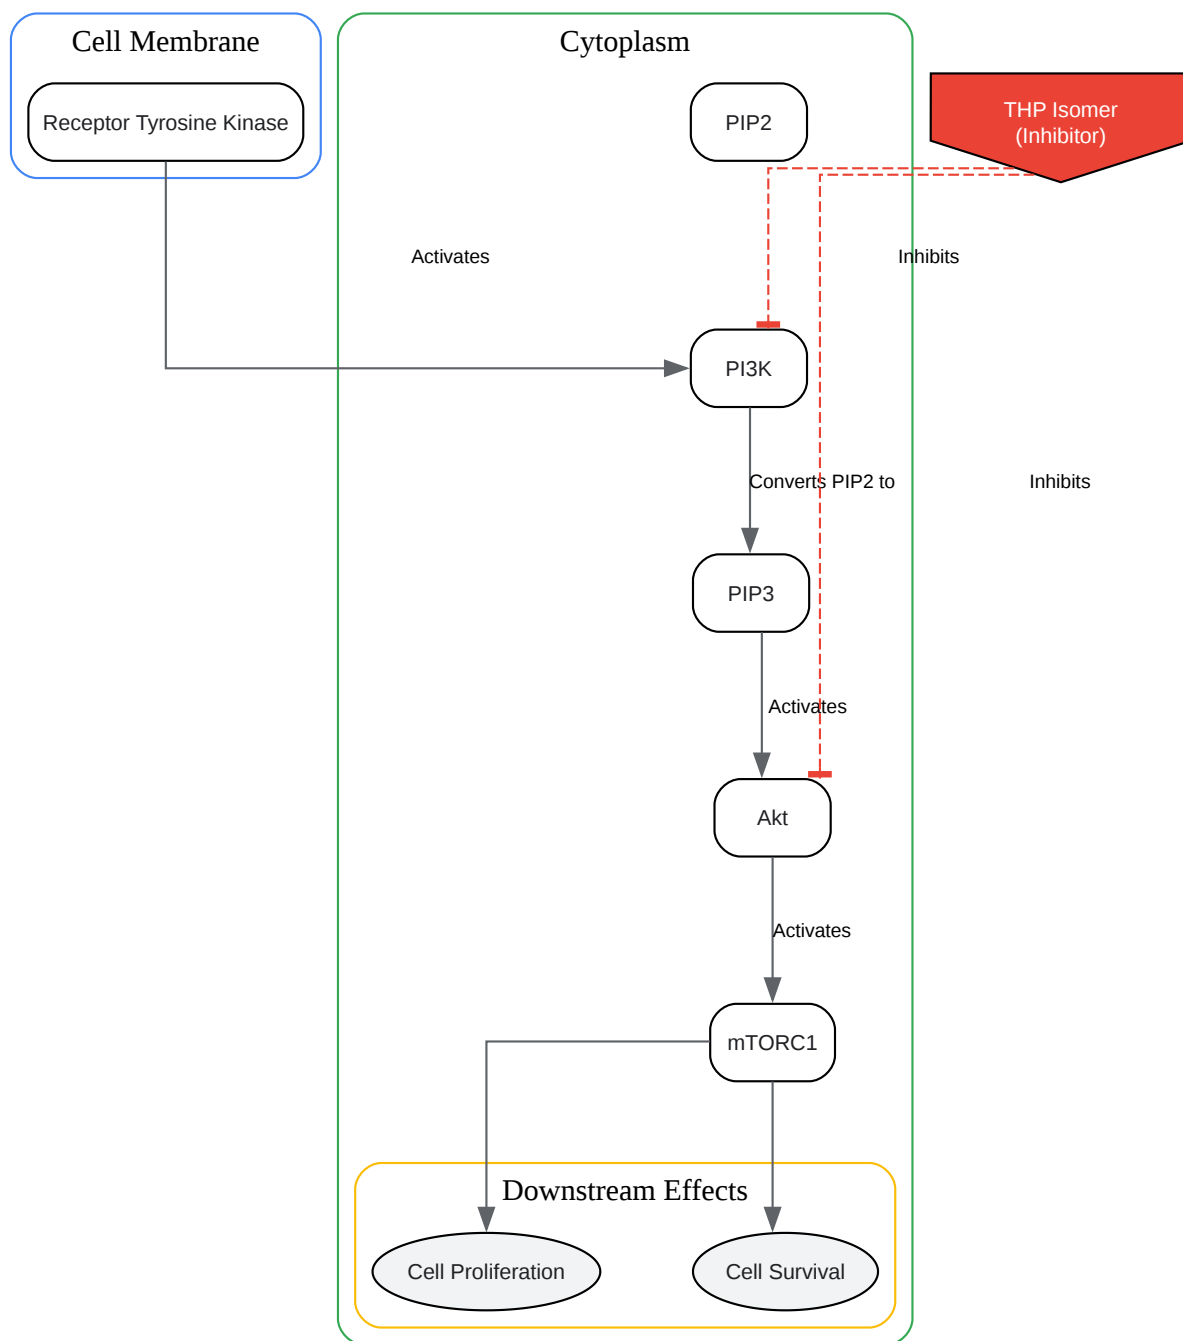 Cell Membrane
Cytoplasm
Receptor Tyrosine Kinase
PIP2
THP Isomer
(Inhibitor)
Activates
Inhibits
PI3K
Converts PIP2 to
Inhibits
PIP3
Activates
Akt
Activates
mTORC1
Downstream Effects
Cell Proliferation
Cell Survival